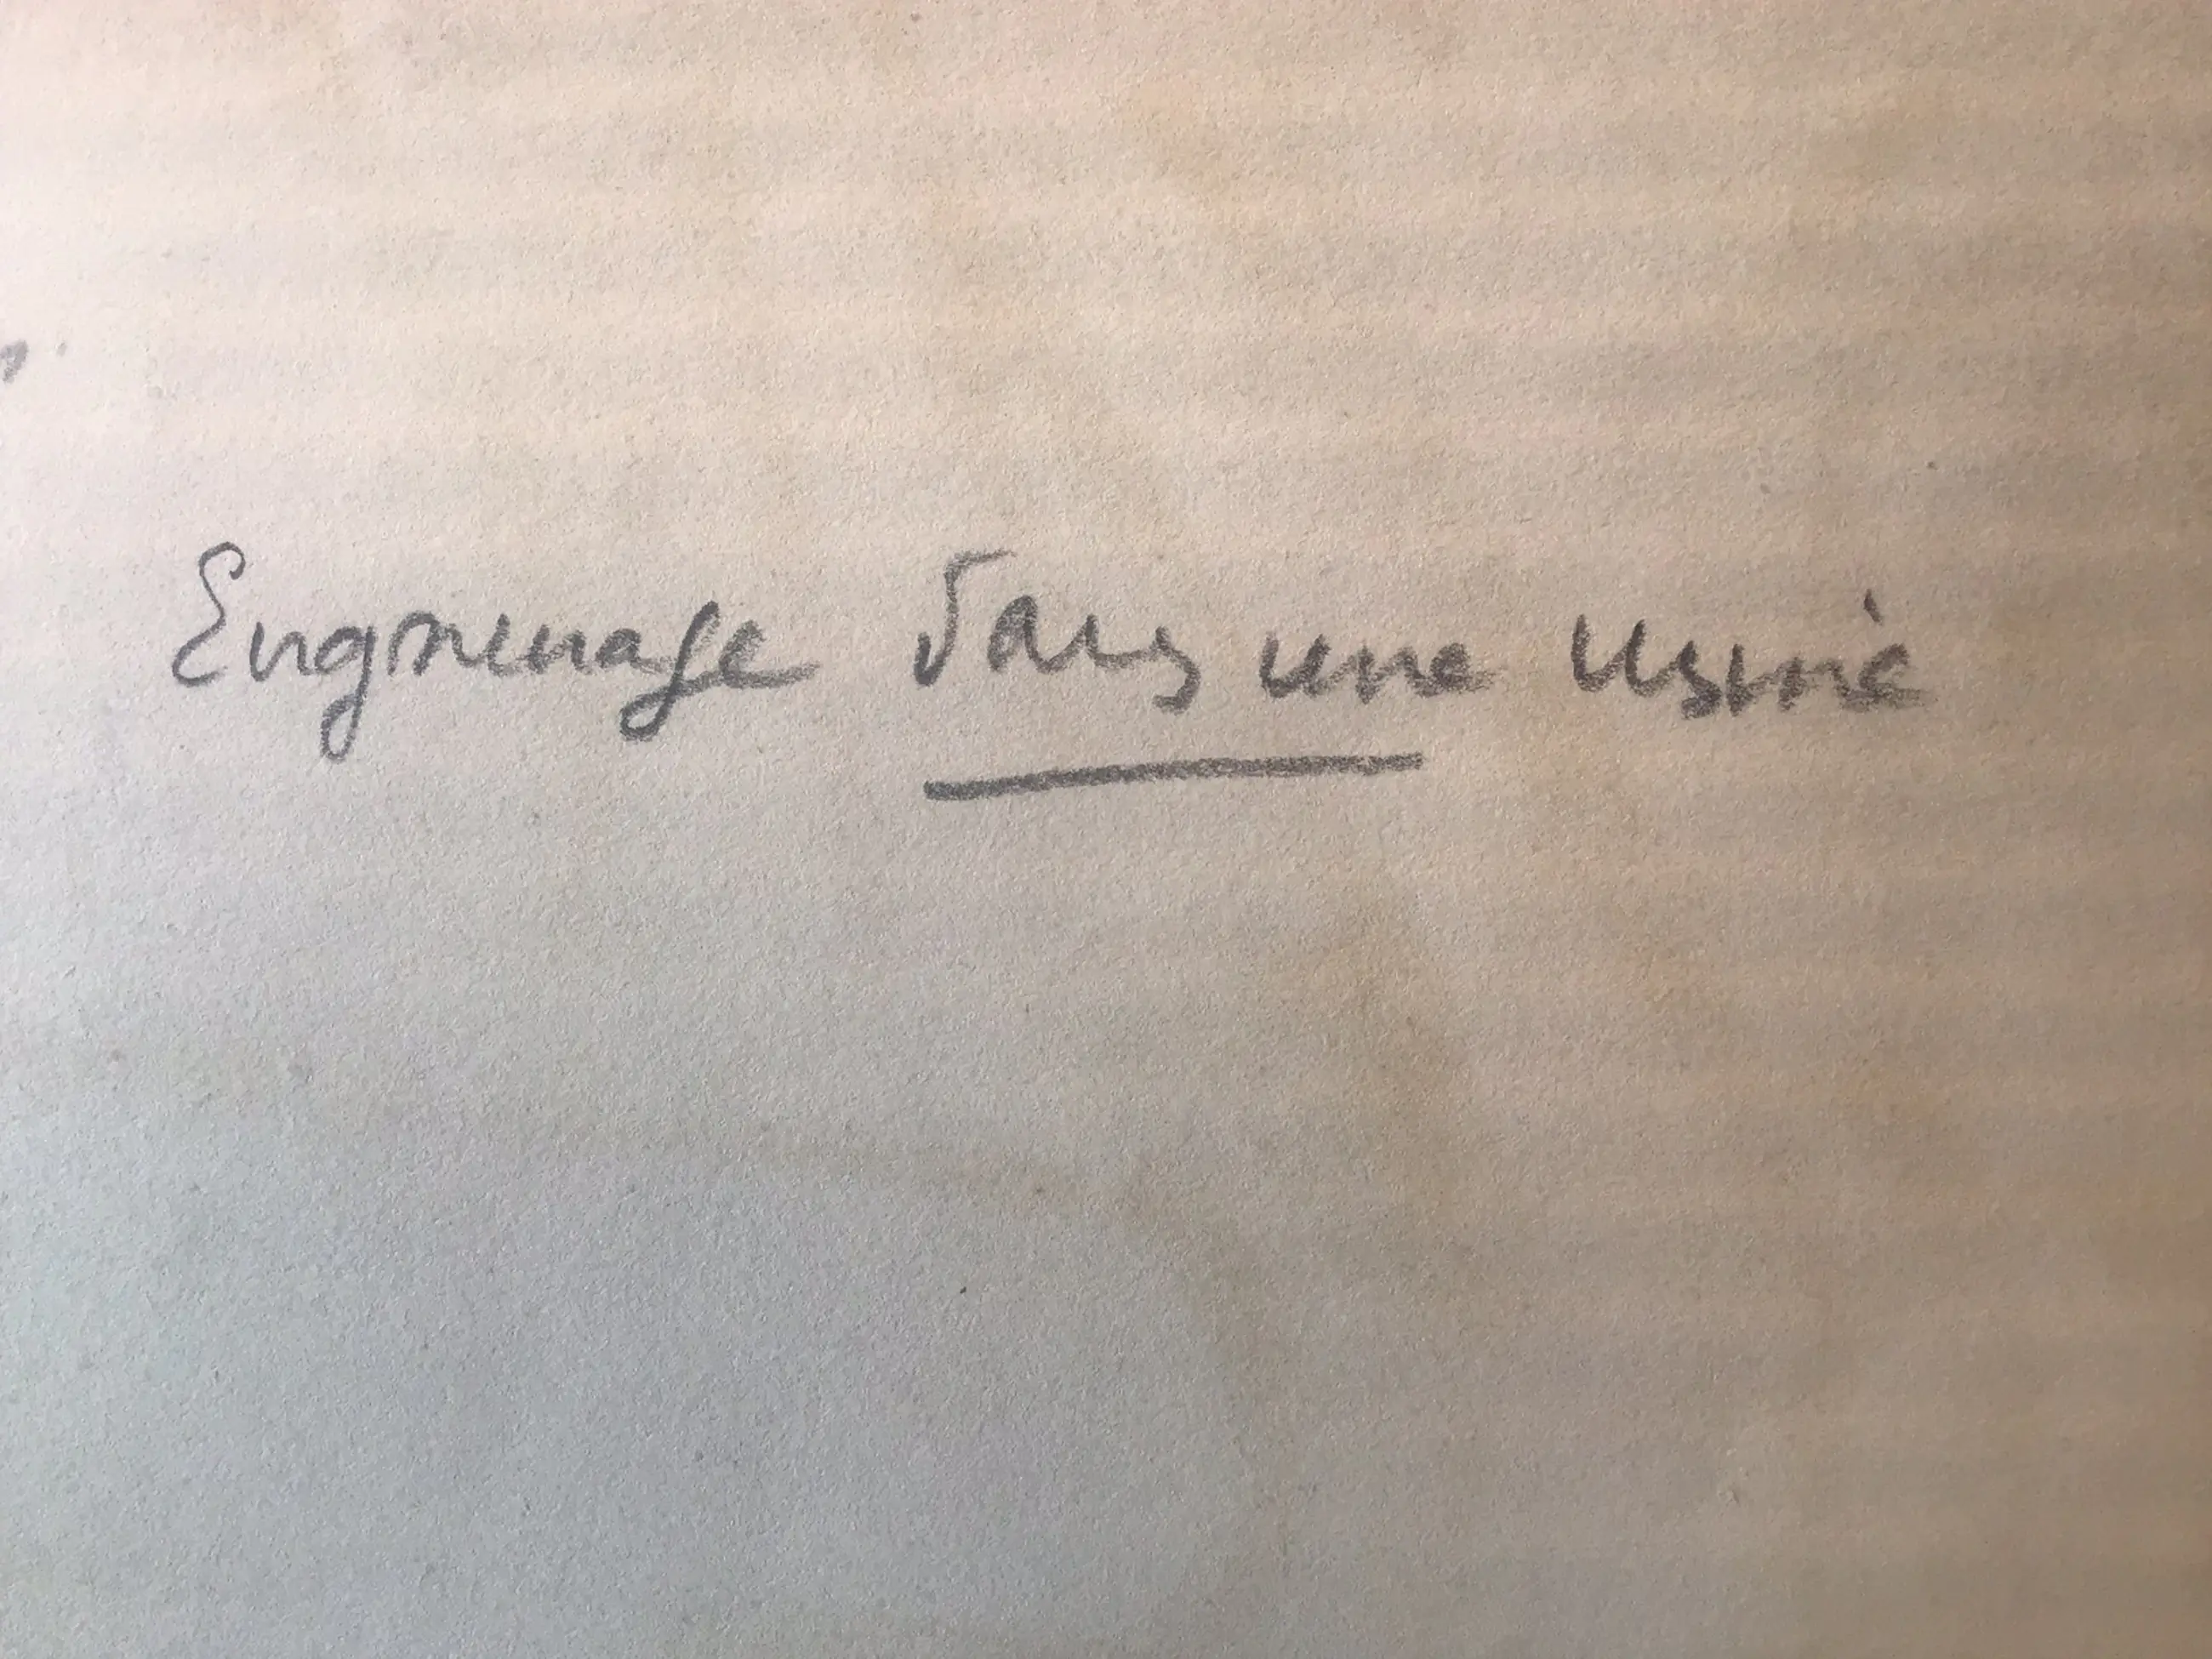 Engrenage dans une usine